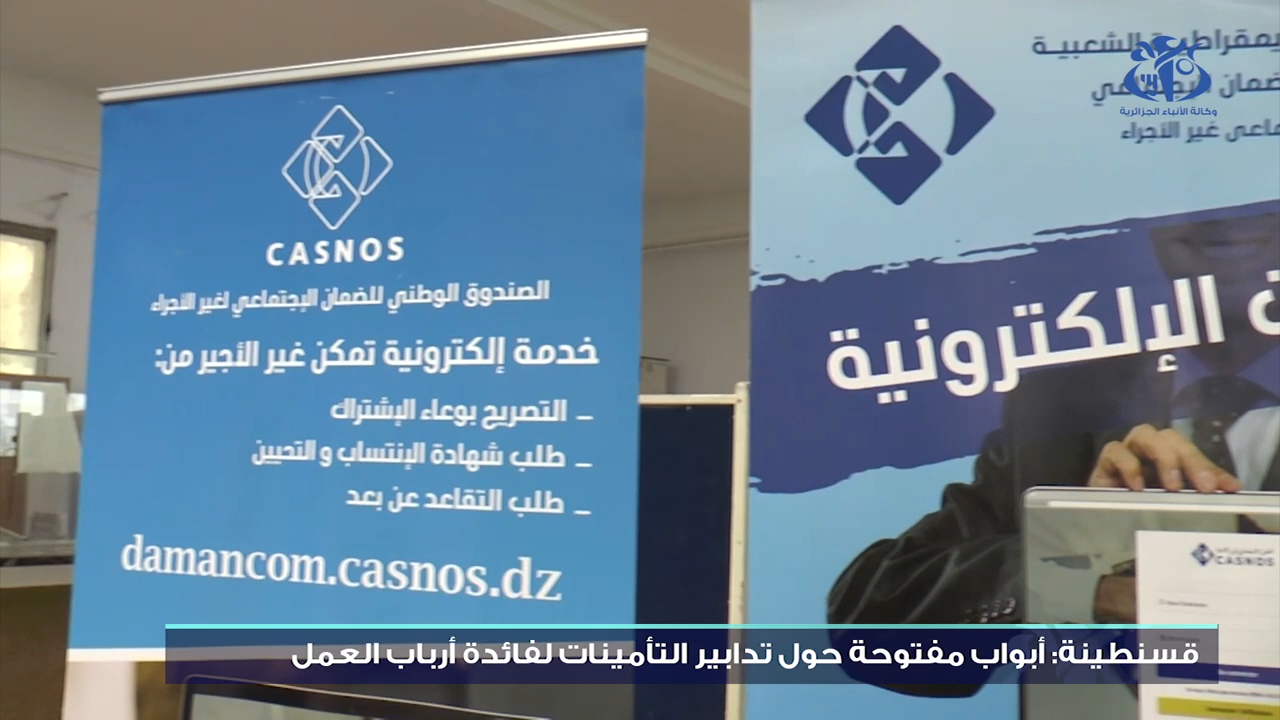 CASNOS
الصندوق الوطني للضمان الإجتماعي لغير الأجراء
خدمة إلكترونية تمكن غير الأجير من:
_ التصريح بوعاء الإشتراك
_ طلب شهادة الإنتساب و التحيين
_ طلب التقاعد عن بعد
damancom.casnos.dz
الشعبية
غير الأجراء
الإلكترونية
وكالة الأنباء الجزائرية
CASNOS
قسنطينة: أبواب مفتوحة حول تدابير التأمينات لفائدة أرباب العمل